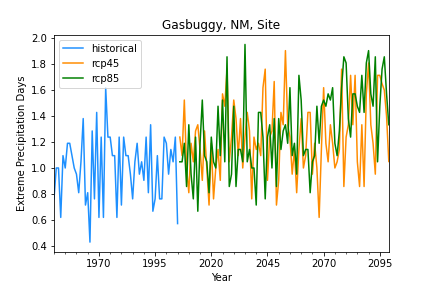 Gasbuggy, NM, Site
historical
rcp45
rcp85
Extreme Precipitation Days
2.0
1.8
1.6
1.4
1.2
1.0
0.8
0.6
0.4
1970 1995 2020 2045 2070 2095
Year